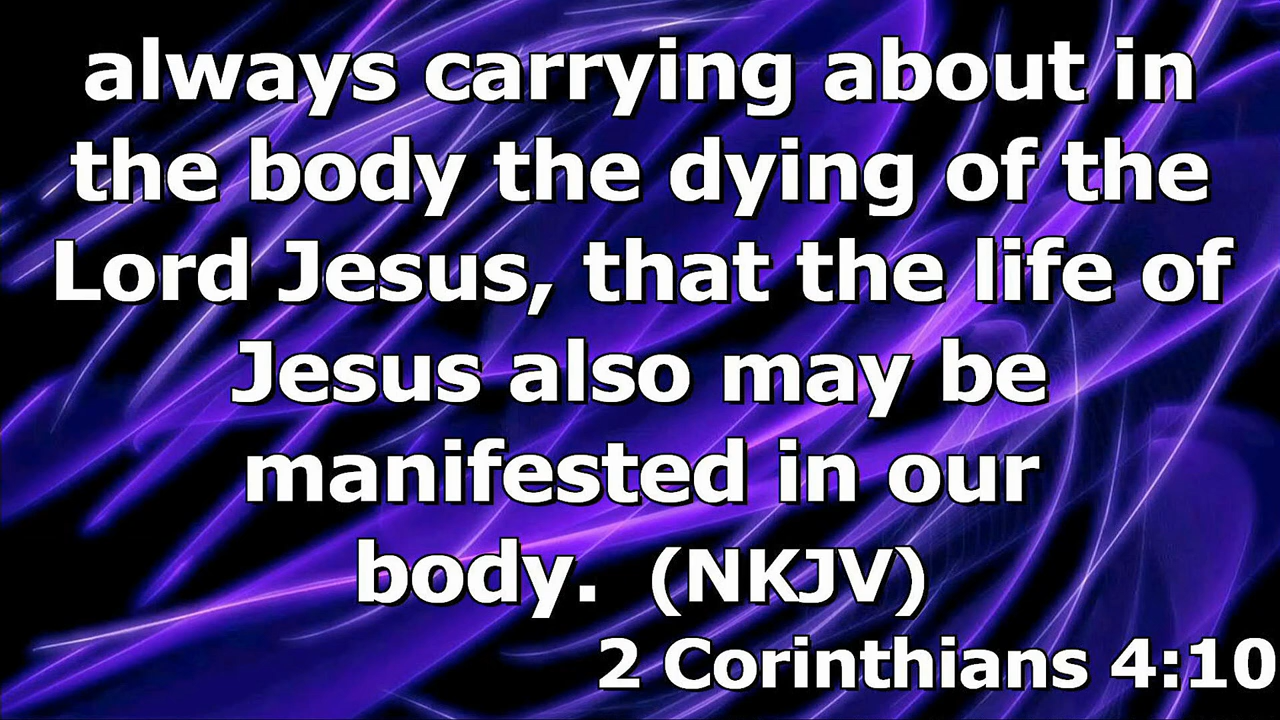 always carrying about in
the body the dying of the
Lord Jesus, that the life of
Jesus also may be
manifested in our
body. (NKJV)
2 Corinthians 4:10